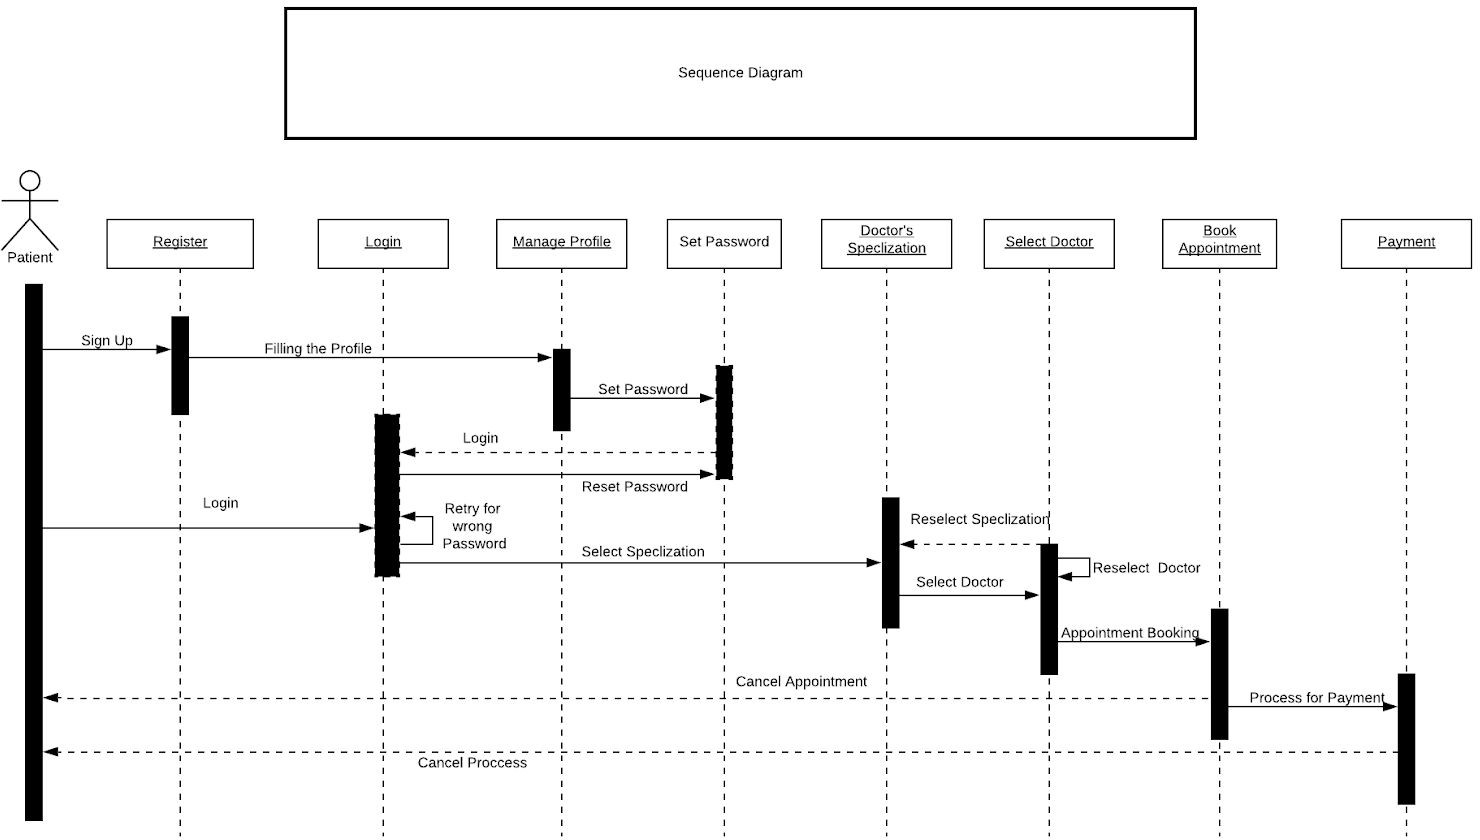 Sequence Diagram
Patient
Register
Login
Manage Profile
Set Password
Doctor's
Speclization
Select Doctor
Book
Appointment
Payment
Sign Up
Filling the Profile
Set Password
Login
Reset Password
Login
Retry for
wrong
Password
Reselect Speclization
Select Speclization
Reselect  Doctor
Select Doctor
Appointment Booking
Cancel Appointment
Process for Payment
Cancel Proccess